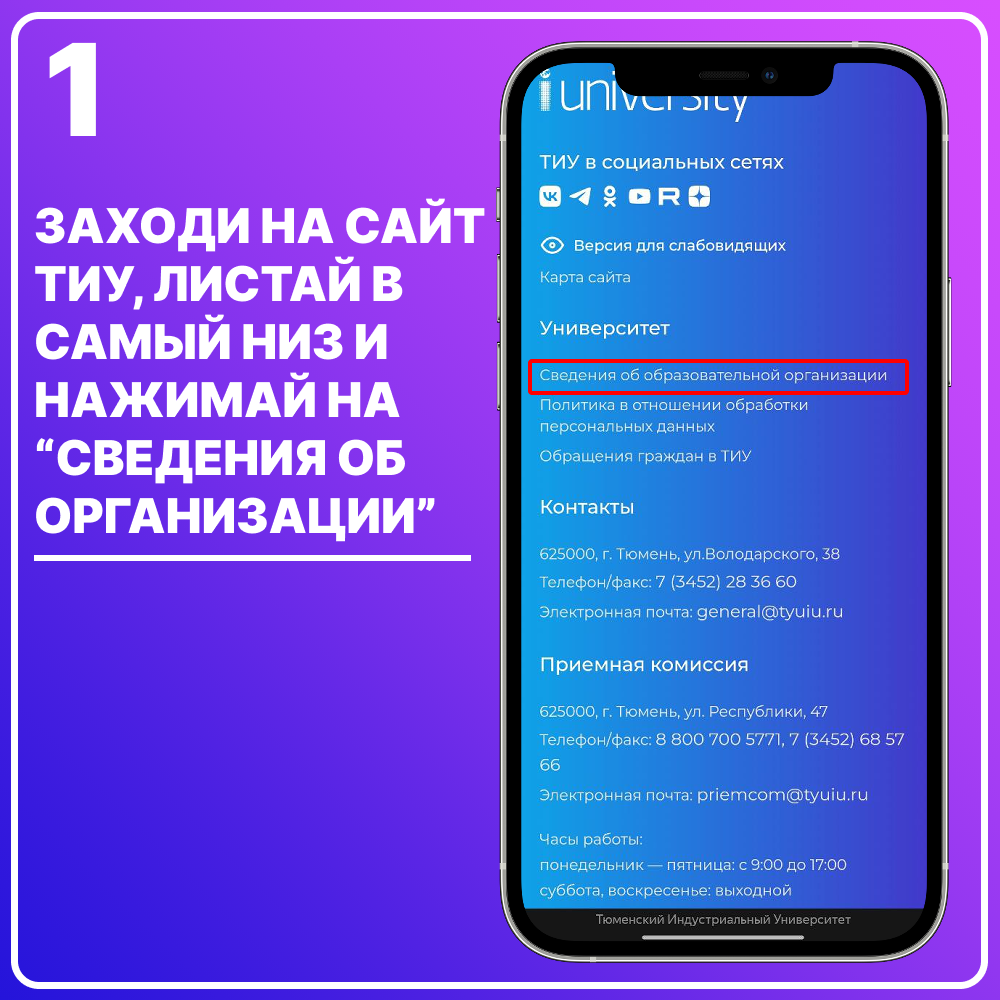 1
ЗАХОДИ НА САЙТ
ТИУ, ЛИСТАЙ В
САМЫЙ НИЗ И
НАЖИМАЙ НА
“СВЕДЕНИЯ ОБ
ОРГАНИЗАЦИИ”
i university
ТИУ в социальных сетях
Версия для слабовидящих
Карта сайта
Университет
Сведения об образовательной организации
Политика в отношении обработки
персональных данных
Обращения граждан в ТИУ
Контакты
625000, г. Тюмень, ул.Володарского, 38
Телефон/факс: 7 (3452) 28 36 60
Электронная почта: general@tyuiu.ru
Приемная комиссия
625000, г. Тюмень, ул. Республики, 47
Телефон/факс: 8 800 700 5771, 7 (3452) 68 57
66
Электронная почта: priemcom@tyuiu.ru
Часы работы:
понедельник — пятница: с 9:00 до 17:00
суббота, воскресенье: выходной
Тюменский Индустриальный Университет